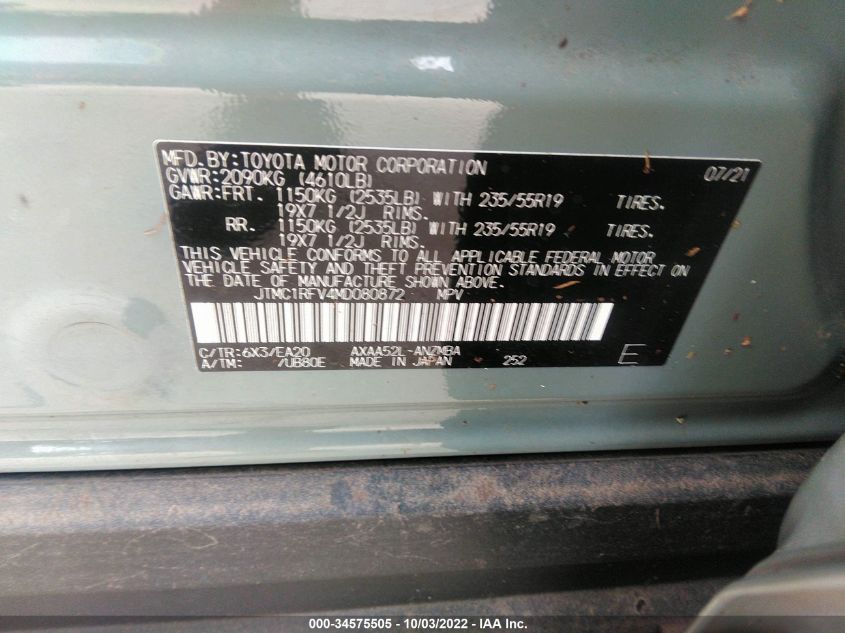 MFD. BY: TOYOTA MOTOR CORPORATION 07/21
GVWR: 2090KG (4610LB)
GAWR: FRT. 1150KG (2535LB) WITH 235/55R19 TIRES.
19X7 1/2J RIMS.
RR. 1150KG (2535LB) WITH 235/55R19 TIRES.
19X7 1/2J RIMS.
THIS VEHICLE CONFORMS TO ALL APPLICABLE FEDERAL MOTOR
VEHICLE SAFETY AND THEFT PREVENTION STANDARDS IN EFFECT ON
THE DATE OF MANUFACTURE SHOWN ABOVE.
JTMC1RFV4MD080872 MPV
C/TR: 6X3/EA20 AXAA52L-ANZMBA
A/TM: /UB80E MADE IN JAPAN 252 E
000-34575505 - 10/03/2022 - IAA Inc.